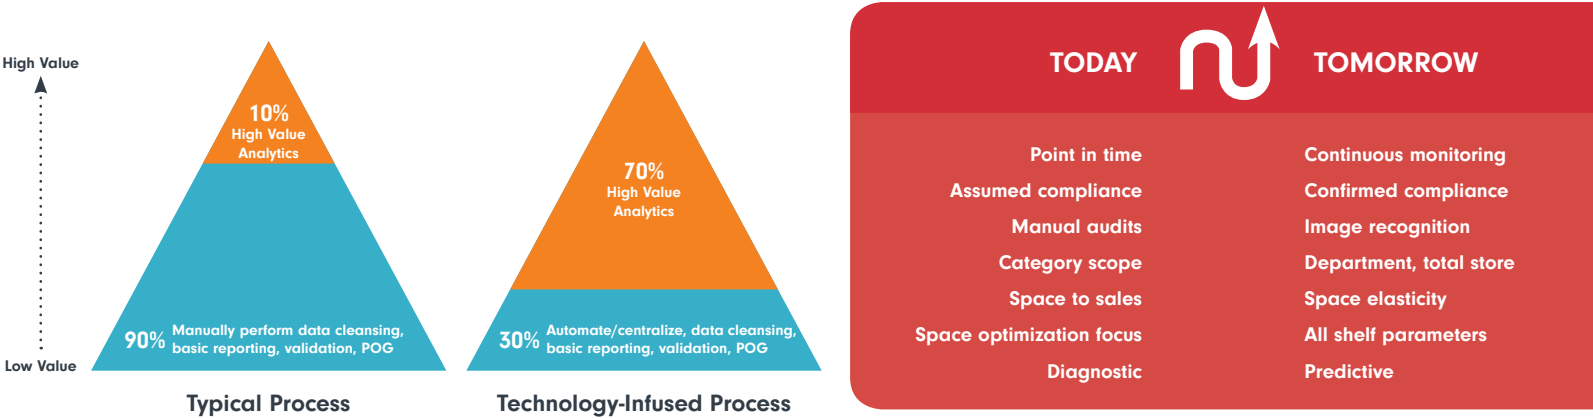 High Value
Low Value
10%
High Value
Analytics
90%
Manually perform data cleansing,
basic reporting, validation, POG
Typical Process
70%
High Value
Analytics
30%
Automate/centralize, data cleansing,
basic reporting, validation, POG
Technology-Infused Process
TODAY TOMORROW
Point in time Continuous monitoring
Assumed compliance Confirmed compliance
Manual audits Image recognition
Category scope Department, total store
Space to sales Space elasticity
Space optimization focus All shelf parameters
Diagnostic Predictive